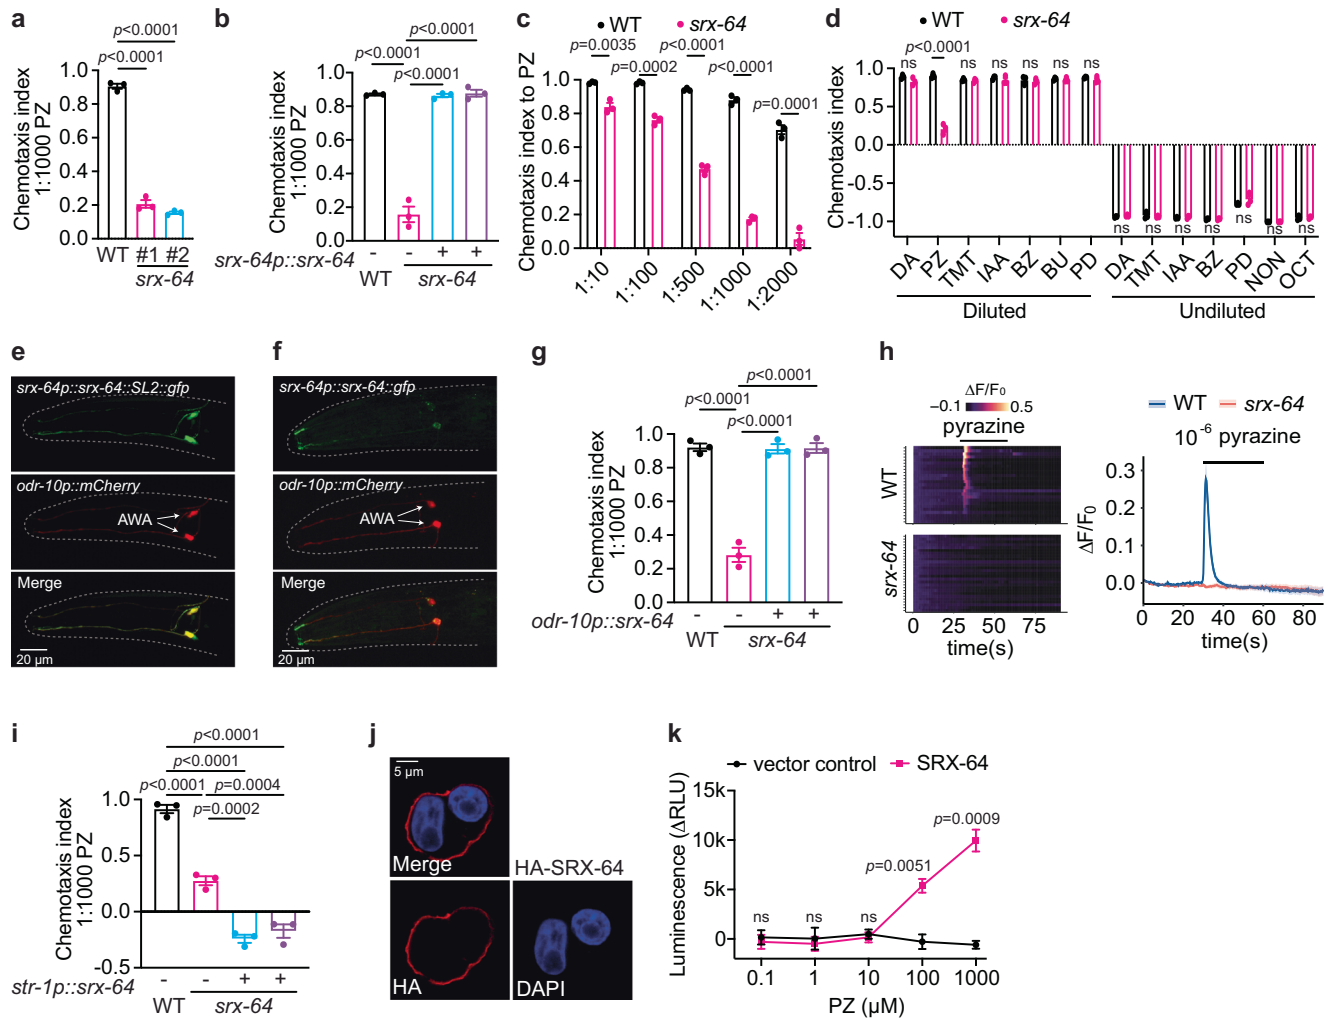 a
p<0.0001
p<0.0001
Chemotaxis index
1:1000 PZ
1.0
0.8
0.6
0.4
0.2
0.0
WT #1 #2
srx-64
b
p<0.0001
p<0.0001
p<0.0001
Chemotaxis index
1:1000 PZ
1.0
0.8
0.6
0.4
0.2
0.0
srx-64p::srx-64 - - + +
WT srx-64
c
WT srx-64
p=0.0035 p<0.0001
p=0.0002 p<0.0001
p=0.0001
Chemotaxis index to PZ
1.0
0.8
0.6
0.4
0.2
0.0
1:10 1:100 1:500 1:1000 1:2000
d
WT srx-64
p<0.0001
ns ns ns ns ns ns
Chemotaxis index
1.0
0.5
0.0
-0.5
-1.0
ns ns ns ns ns ns ns
DA PZ TMT IAA BZ BU PD DA TMT IAA BZ PD NON OCT
Diluted Undiluted
e
srx-64p::srx-64::SL2::gfp
odr-10p::mCherry
AWA
Merge
20 µm
f
srx-64p::srx-64::gfp
odr-10p::mCherry
AWA
Merge
20 µm
g
p<0.0001
p<0.0001
p<0.0001
Chemotaxis index
1:1000 PZ
1.0
0.8
0.6
0.4
0.2
0.0
odr-10p::srx-64 - - + +
WT srx-64
h
ΔF/F0
−0.1 0.5
pyrazine
WT
srx-64
0 25 50 75
time(s)
WT srx-64
10-6 pyrazine
ΔF/F0
0.3
0.2
0.1
0.0
0 20 40 60 80
time(s)
i
p<0.0001
p<0.0001
p<0.0001 p=0.0004
p=0.0002
Chemotaxis index
1:1000 PZ
1.0
0.5
0.0
-0.5
str-1p::srx-64 - - + +
WT srx-64
j
5 µm
Merge
HA-SRX-64
HA
DAPI
k
vector control SRX-64
Luminescence (ΔRLU)
15k
10k
5k
0
ns ns ns p=0.0051 p=0.0009
0.1 1 10 100 1000
PZ (µM)